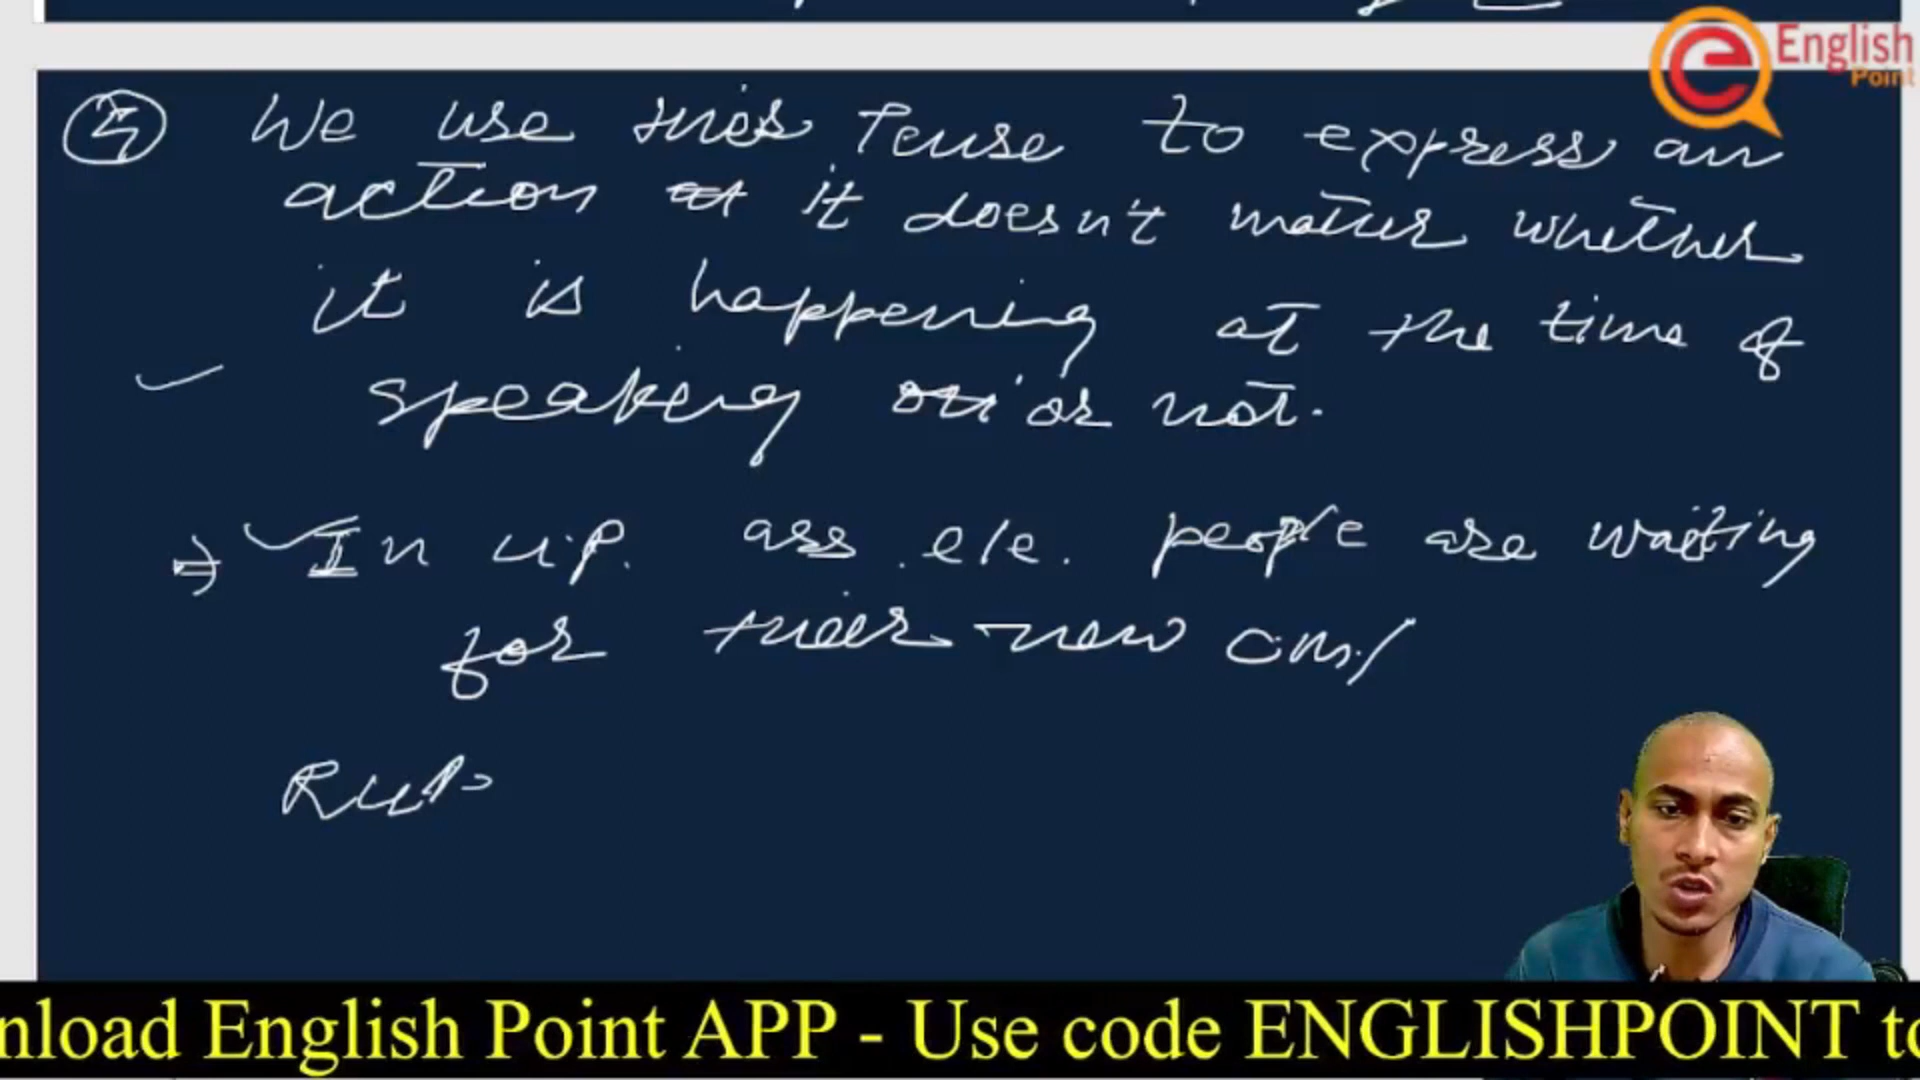 English
Point
② We use this Tense to express an
action at it doesn't matter whether
it is happening at the time of
speaking or not.
⇒ In U.P. ass. ele. people are waiting
for their new cm/
nload English Point APP - Use code ENGLISHPOINT to